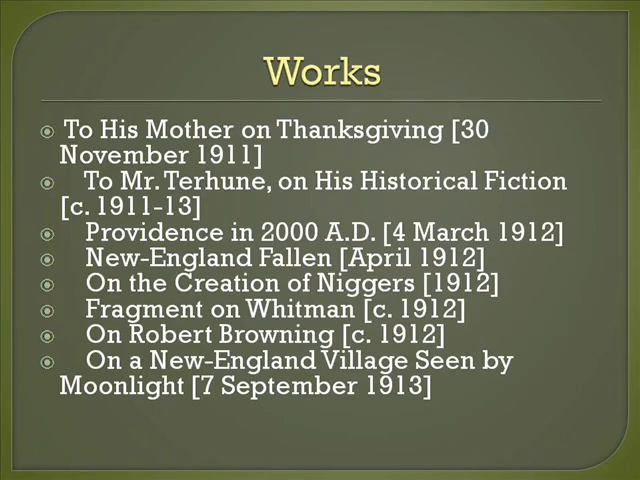 Works
To His Mother on Thanksgiving [30
November 1911]
To Mr. Terhune, on His Historical Fiction
[c. 1911-13]
Providence in 2000 A.D. [4 March 1912]
New-England Fallen [April 1912]
On the Creation of Niggers [1912]
Fragment on Whitman [c. 1912]
On Robert Browning [c. 1912]
On a New-England Village Seen by
Moonlight [7 September 1913]